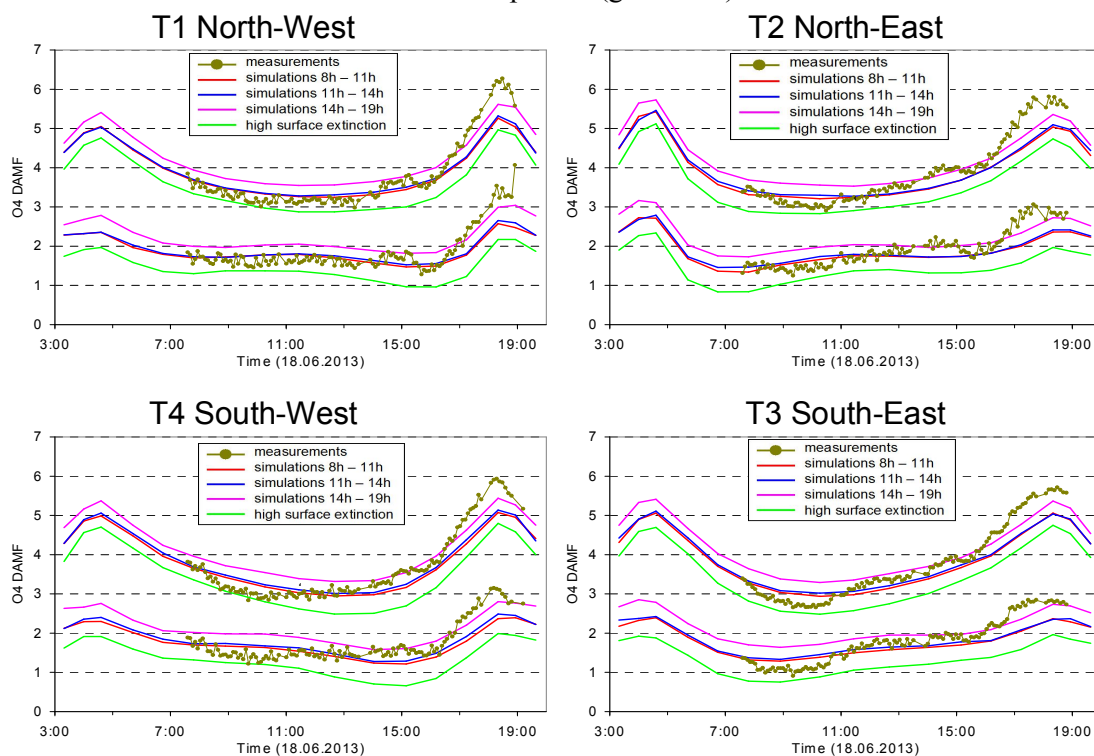 T1 North-West
T2 North-East
7
6
5
4
3
2
1
0
O4 DAMF
measurements
simulations 8h – 11h
simulations 11h – 14h
simulations 14h – 19h
high surface extinction
3:00 7:00 11:00 15:00 19:00
Time (18.06.2013)
7
6
5
4
3
2
1
0
O4 DAMF
measurements
simulations 8h – 11h
simulations 11h – 14h
simulations 14h – 19h
high surface extinction
3:00 7:00 11:00 15:00 19:00
Time (18.06.2013)
T4 South-West
T3 South-East
7
6
5
4
3
2
1
0
O4 DAMF
measurements
simulations 8h – 11h
simulations 11h – 14h
simulations 14h – 19h
high surface extinction
3:00 7:00 11:00 15:00 19:00
Time (18.06.2013)
7
6
5
4
3
2
1
0
O4 DAMF
measurements
simulations 8h – 11h
simulations 11h – 14h
simulations 14h – 19h
high surface extinction
3:00 7:00 11:00 15:00 19:00
Time (18.06.2013)